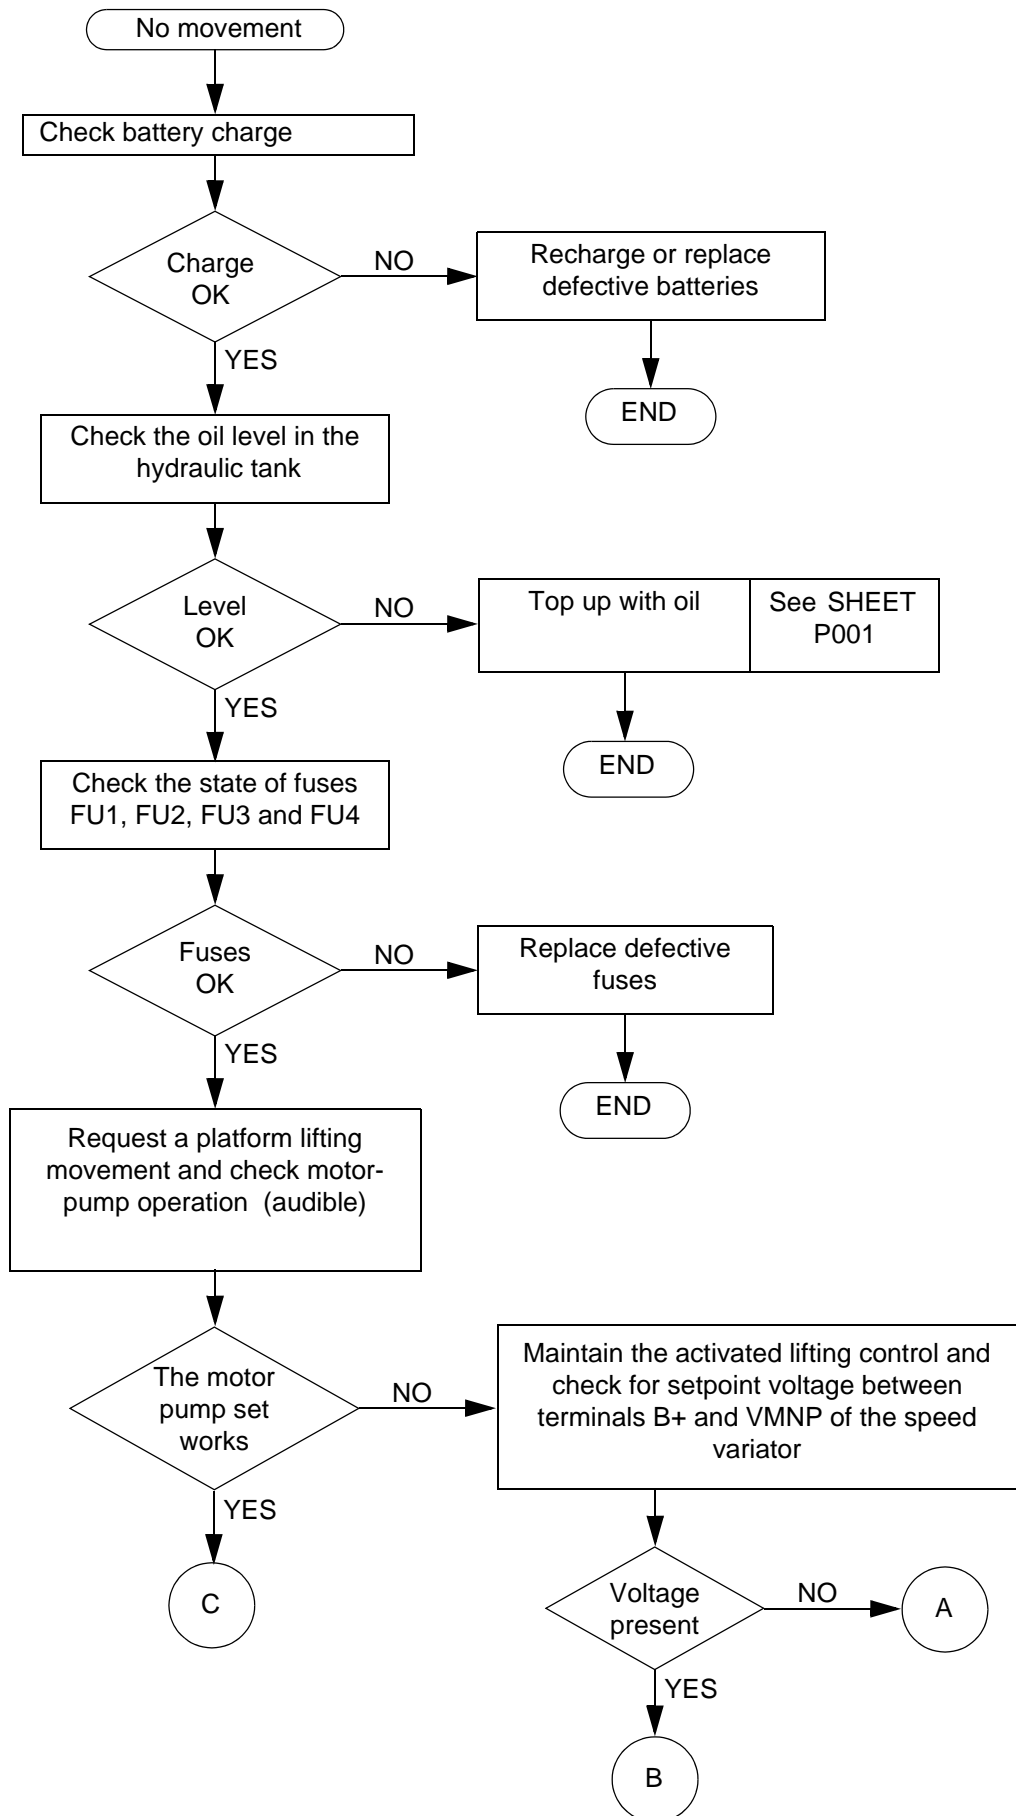 No movement
Check battery charge
Charge
OK
NO
Recharge or replace
defective batteries
YES
END
Check the oil level in the
hydraulic tank
Level
OK
NO
Top up with oil
See SHEET
P001
YES
END
Check the state of fuses
FU1, FU2, FU3 and FU4
Fuses
OK
NO
Replace defective
fuses
YES
END
Request a platform lifting
movement and check motor-
pump operation (audible)
The motor
pump set
works
NO
Maintain the activated lifting control and
check for setpoint voltage between
terminals B+ and VMNP of the speed
variator
YES
C
Voltage
present
NO
A
YES
B